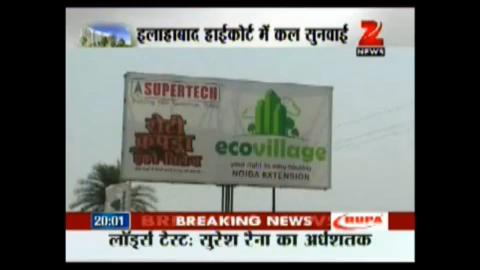 इलाहाबाद हाईकोर्ट में कल सुनवाई
Z
NEWS
SUPERTECH
रोटी
कपड़ा
ecovillage
your right to easy housing
NOIDA EXTENSION
20:01
BREAKING NEWS
RUPA
लॉर्ड्स टेस्ट: सुरेश रैना का अर्धशतक